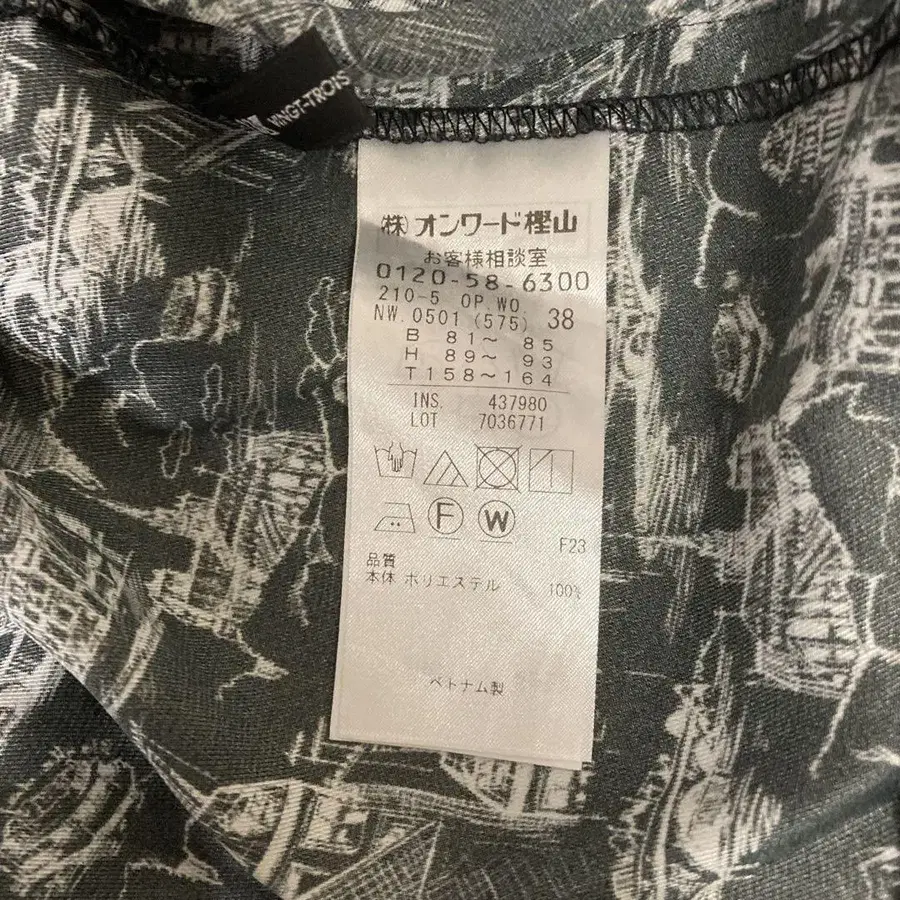 VINGT-TROIS
㈱オンワード樫山
お客様相談室
0120-58-6300
210-5 OP.WO.
NW.0501(575) 38
B 81～ 85
H 89～ 93
T158～164
INS. 437980
LOT 7036771
F W
F23
品質
本体 ポリエステル 100%
ベトナム製